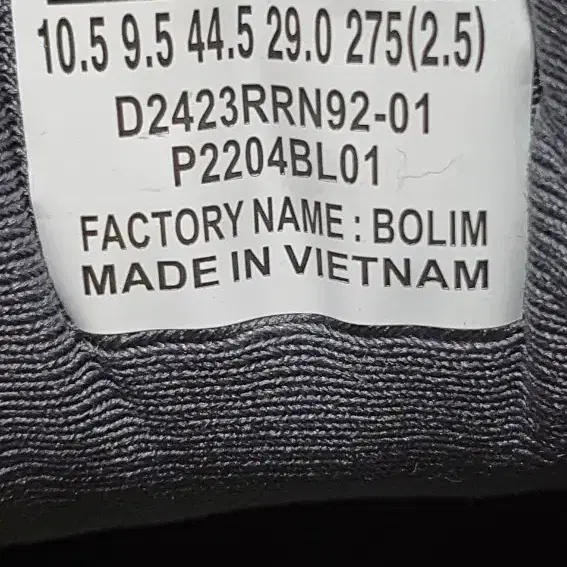 10.5 9.5 44.5 29.0 275(2.5)
D2423RRN92-01
P2204BL01
FACTORY NAME : BOLIM
MADE IN VIETNAM